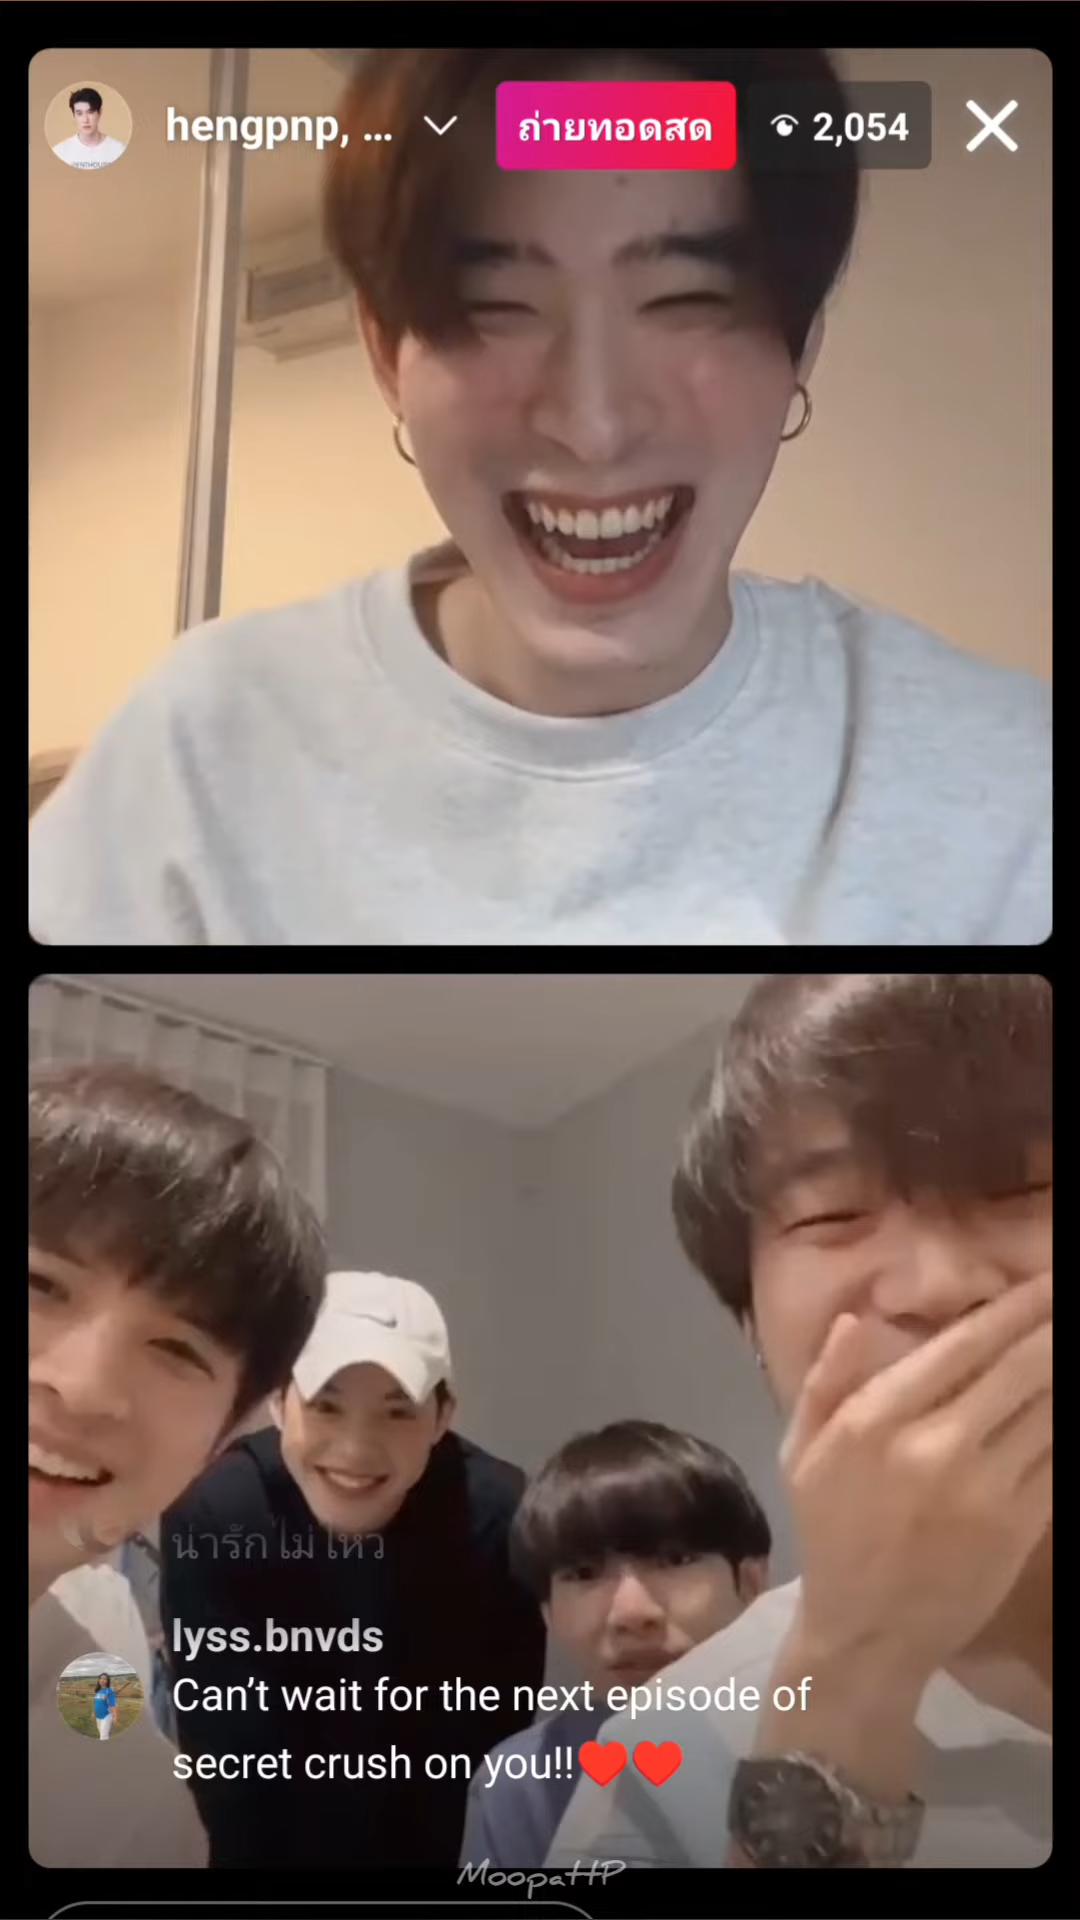 hengpnp, ...
ถ่ายทอดสด
2,054
น่ารักไม่ไหว
lyss.bnvds
Can't wait for the next episode of
secret crush on you!!❤️❤️
MoopaHP